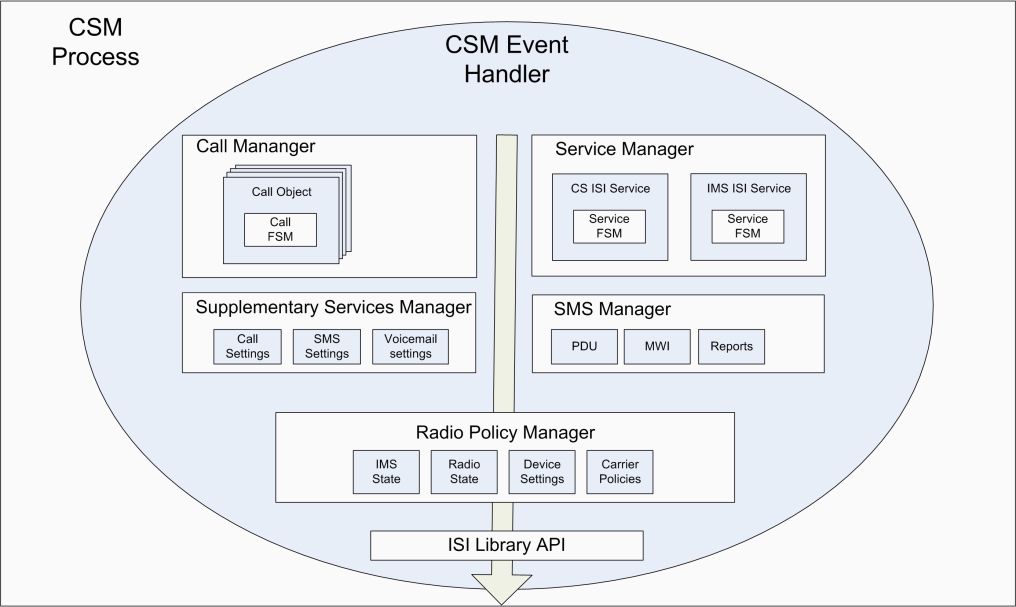 CSM
Process
CSM Event
Handler
Call Mananger
Call Object
Call
FSM
Service Manager
CS ISI Service
Service
FSM
IMS ISI Service
Service
FSM
Supplementary Services Manager
Call
Settings
SMS
Settings
Voicemail
settings
SMS Manager
PDU
MWI
Reports
Radio Policy Manager
IMS
State
Radio
State
Device
Settings
Carrier
Policies
ISI Library API